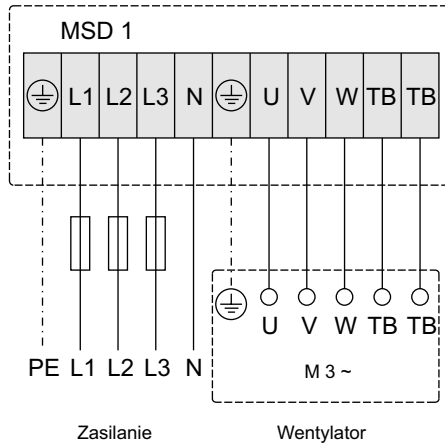 MSD 1
L1 L2 L3 N U V W TB TB
U V W TB TB
PE L1 L2 L3 N
M 3 ~
Zasilanie Wentylator